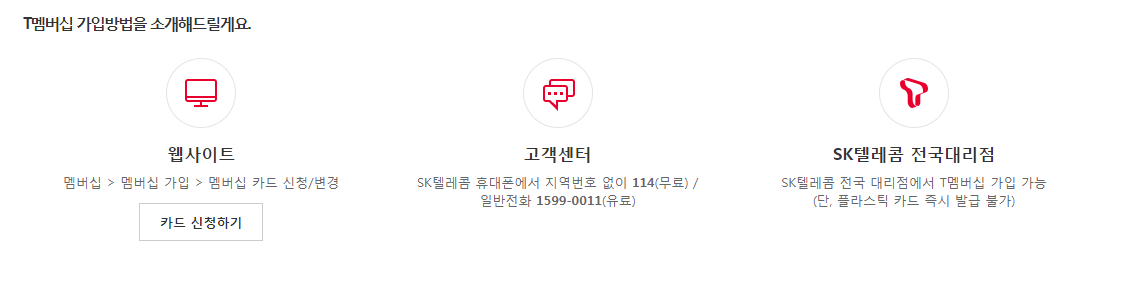 T멤버십 가입방법을 소개해드릴게요.
웹사이트
멤버십 > 멤버십 가입 > 멤버십 카드 신청/변경
카드 신청하기
고객센터
SK텔레콤 휴대폰에서 지역번호 없이 114(무료) /
일반전화 1599-0011(유료)
SK텔레콤 전국대리점
SK텔레콤 전국 대리점에서 T멤버십 가입 가능
(단, 플라스틱 카드 즉시 발급 불가)